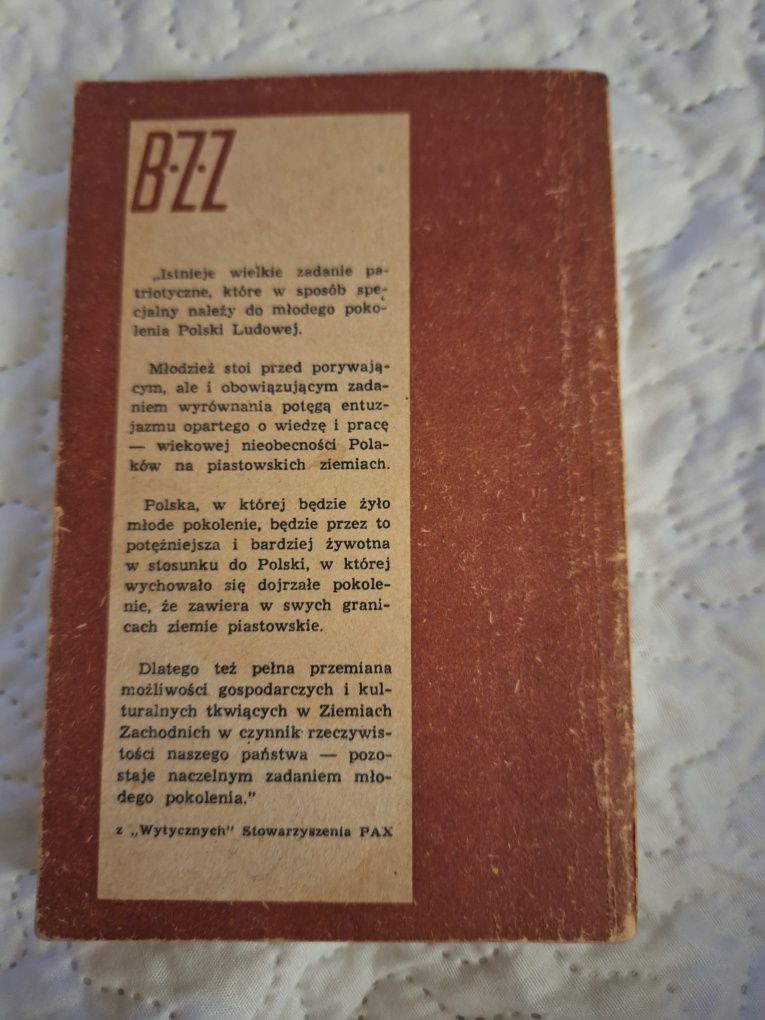 B·Z·Z
„Istnieje wielkie zadanie pa-
triotyczne, które w sposób spe-
cjalny należy do młodego poko-
lenia Polski Ludowej.
Młodzież stoi przed porywają-
cym, ale i obowiązującym zada-
niem wyrównania potęgą entuz-
jazmu opartego o wiedzę i pracę
— wiekowej nieobecności Pola-
ków na piastowskich ziemiach.
Polska, w której będzie żyło
młode pokolenie, będzie przez to
potężniejsza i bardziej żywotna
w stosunku do Polski, w której
wychowało się dojrzałe pokole-
nie, że zawiera w swych grani-
cach ziemie piastowskie.
Dlatego też pełna przemiana
możliwości gospodarczych i kul-
turalnych tkwiących w Ziemiach
Zachodnich w czynnik rzeczywis-
tości naszego państwa — pozo-
staje naczelnym zadaniem mło-
dego pokolenia.”
z „Wytycznych” Stowarzyszenia PAX